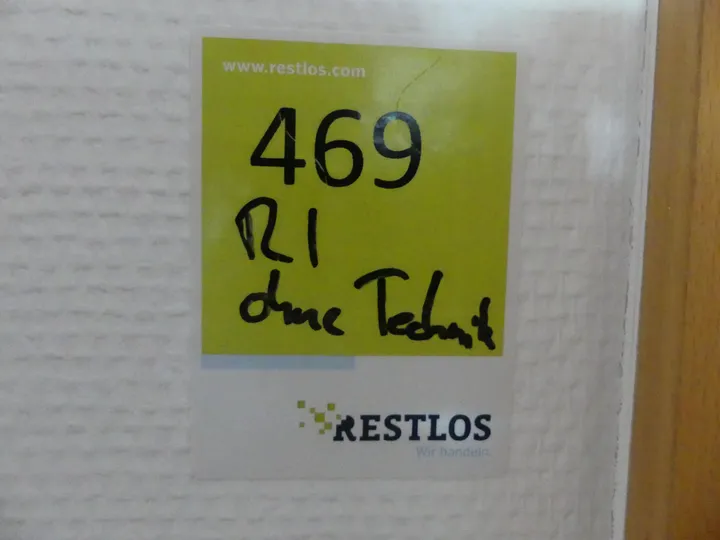 www.restlos.com
469
R1
ohne Technik
RESTLOS
Wir handeln.